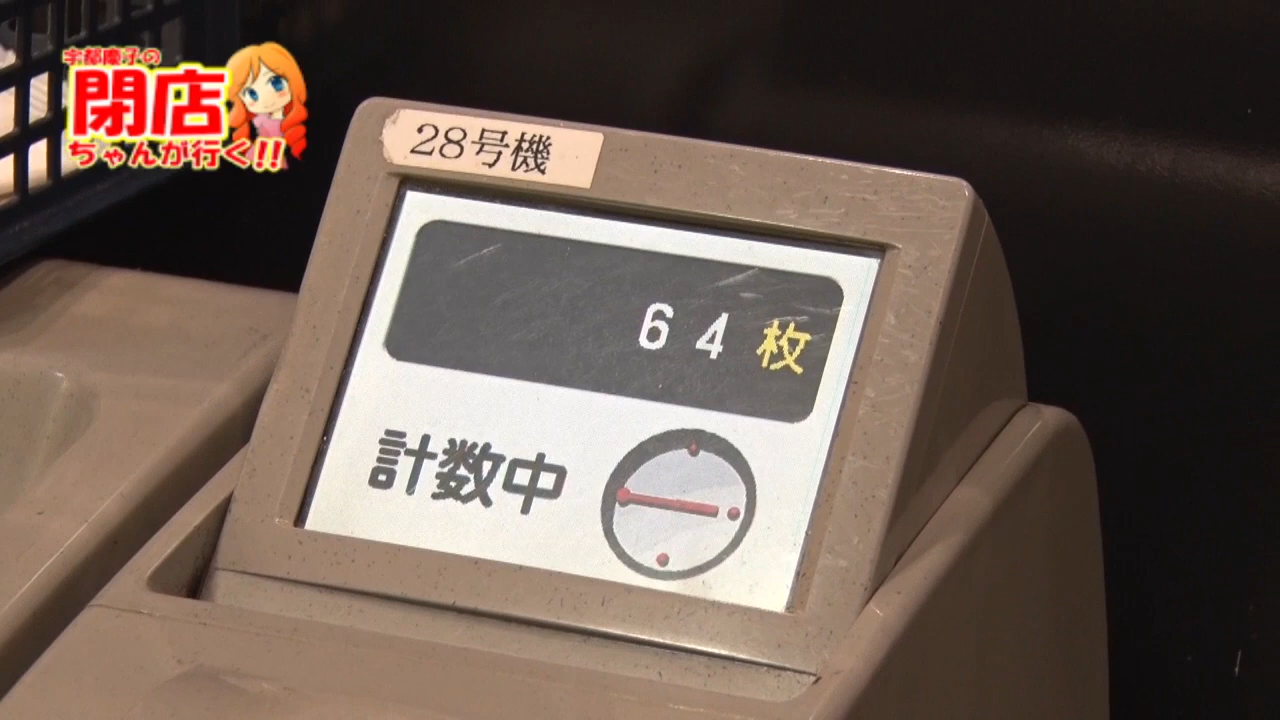 宇都慶子の
閉店
ちゃんが行く!!
28号機
64枚
計数中